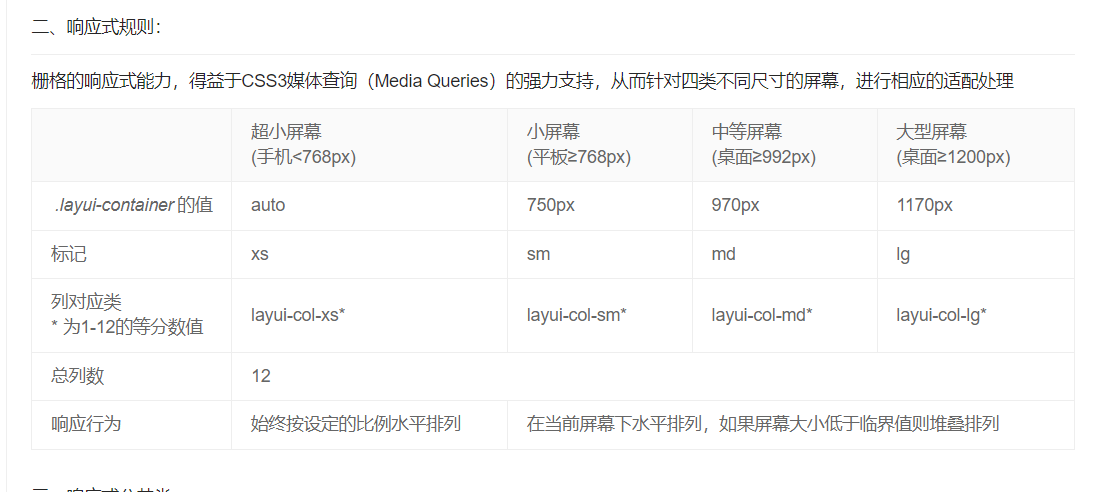 二、响应式规则：
栅格的响应式能力，得益于CSS3媒体查询（Media Queries）的强力支持，从而针对四类不同尺寸的屏幕，进行相应的适配处理
超小屏幕 小屏幕 中等屏幕 大型屏幕
(手机<768px) (平板≥768px) (桌面≥992px) (桌面≥1200px)
.layui-container 的值 auto 750px 970px 1170px
标记 xs sm md lg
列对应类
* 为1-12的等分数值 layui-col-xs* layui-col-sm* layui-col-md* layui-col-lg*
总列数 12
响应行为 始终按设定的比例水平排列 在当前屏幕下水平排列，如果屏幕大小低于临界值则堆叠排列